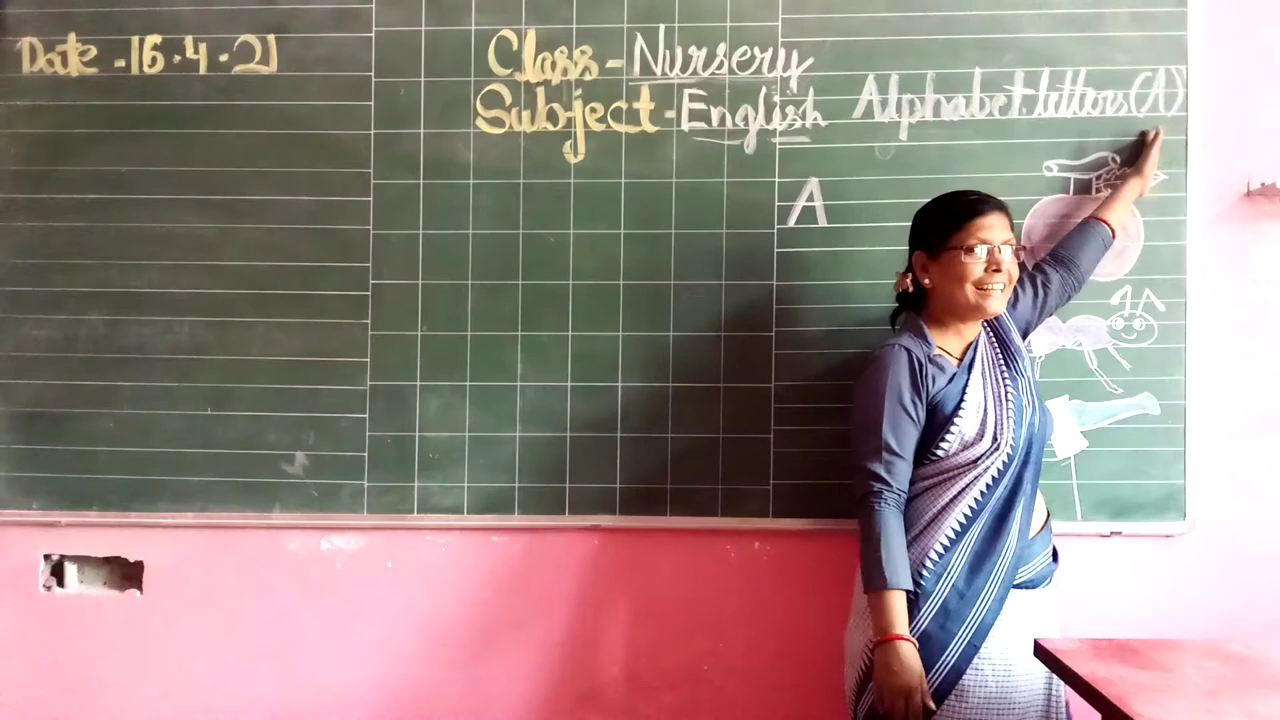 Date - 16.4.21
Class - Nursery
Subject - English Alphabet letters (A)
A